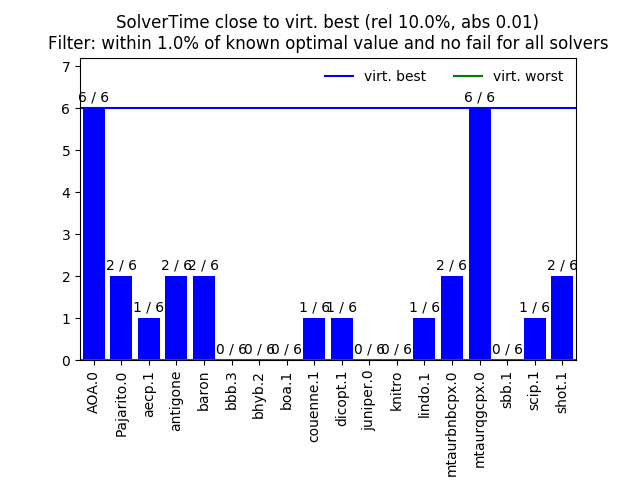 SolverTime close to virt. best (rel 10.0%, abs 0.01)
Filter: within 1.0% of known optimal value and no fail for all solvers
virt. best
virt. worst
7
6
5
4
3
2
1
0
6 / 6
2 / 6
1 / 6
2 / 6
2 / 6
0 / 6
0 / 6
0 / 6
1 / 6
1 / 6
0 / 6
0 / 6
1 / 6
2 / 6
6 / 6
0 / 6
1 / 6
2 / 6
AOA.0
Pajarito.0
aecp.1
antigone
baron
bbb.3
bhyb.2
boa.1
couenne.1
dicopt.1
juniper.0
knitro
lindo.1
mtaurbnbcpx.0
mtaurqgcpx.0
sbb.1
scip.1
shot.1